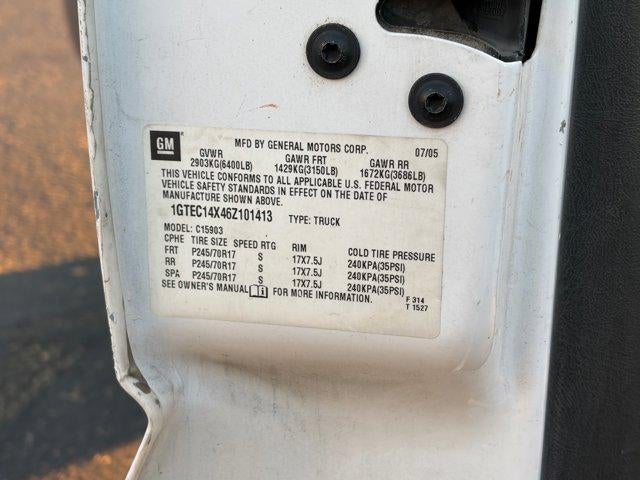 GM MFD BY GENERAL MOTORS CORP. 07/05
GVWR GAWR FRT GAWR RR
2903KG(6400LB) 1429KG(3150LB) 1672KG(3686LB)
THIS VEHICLE CONFORMS TO ALL APPLICABLE U.S. FEDERAL MOTOR
VEHICLE SAFETY STANDARDS IN EFFECT ON THE DATE OF
MANUFACTURE SHOWN ABOVE.
1GTEC14X46Z101413 TYPE: TRUCK
MODEL: C15903
CPHE TIRE SIZE SPEED RTG RIM COLD TIRE PRESSURE
FRT P245/70R17 S 17X7.5J 240KPA(35PSI)
RR P245/70R17 S 17X7.5J 240KPA(35PSI)
SPA P245/70R17 S 17X7.5J 240KPA(35PSI)
SEE OWNER'S MANUAL i FOR MORE INFORMATION.
F 314
T 1527